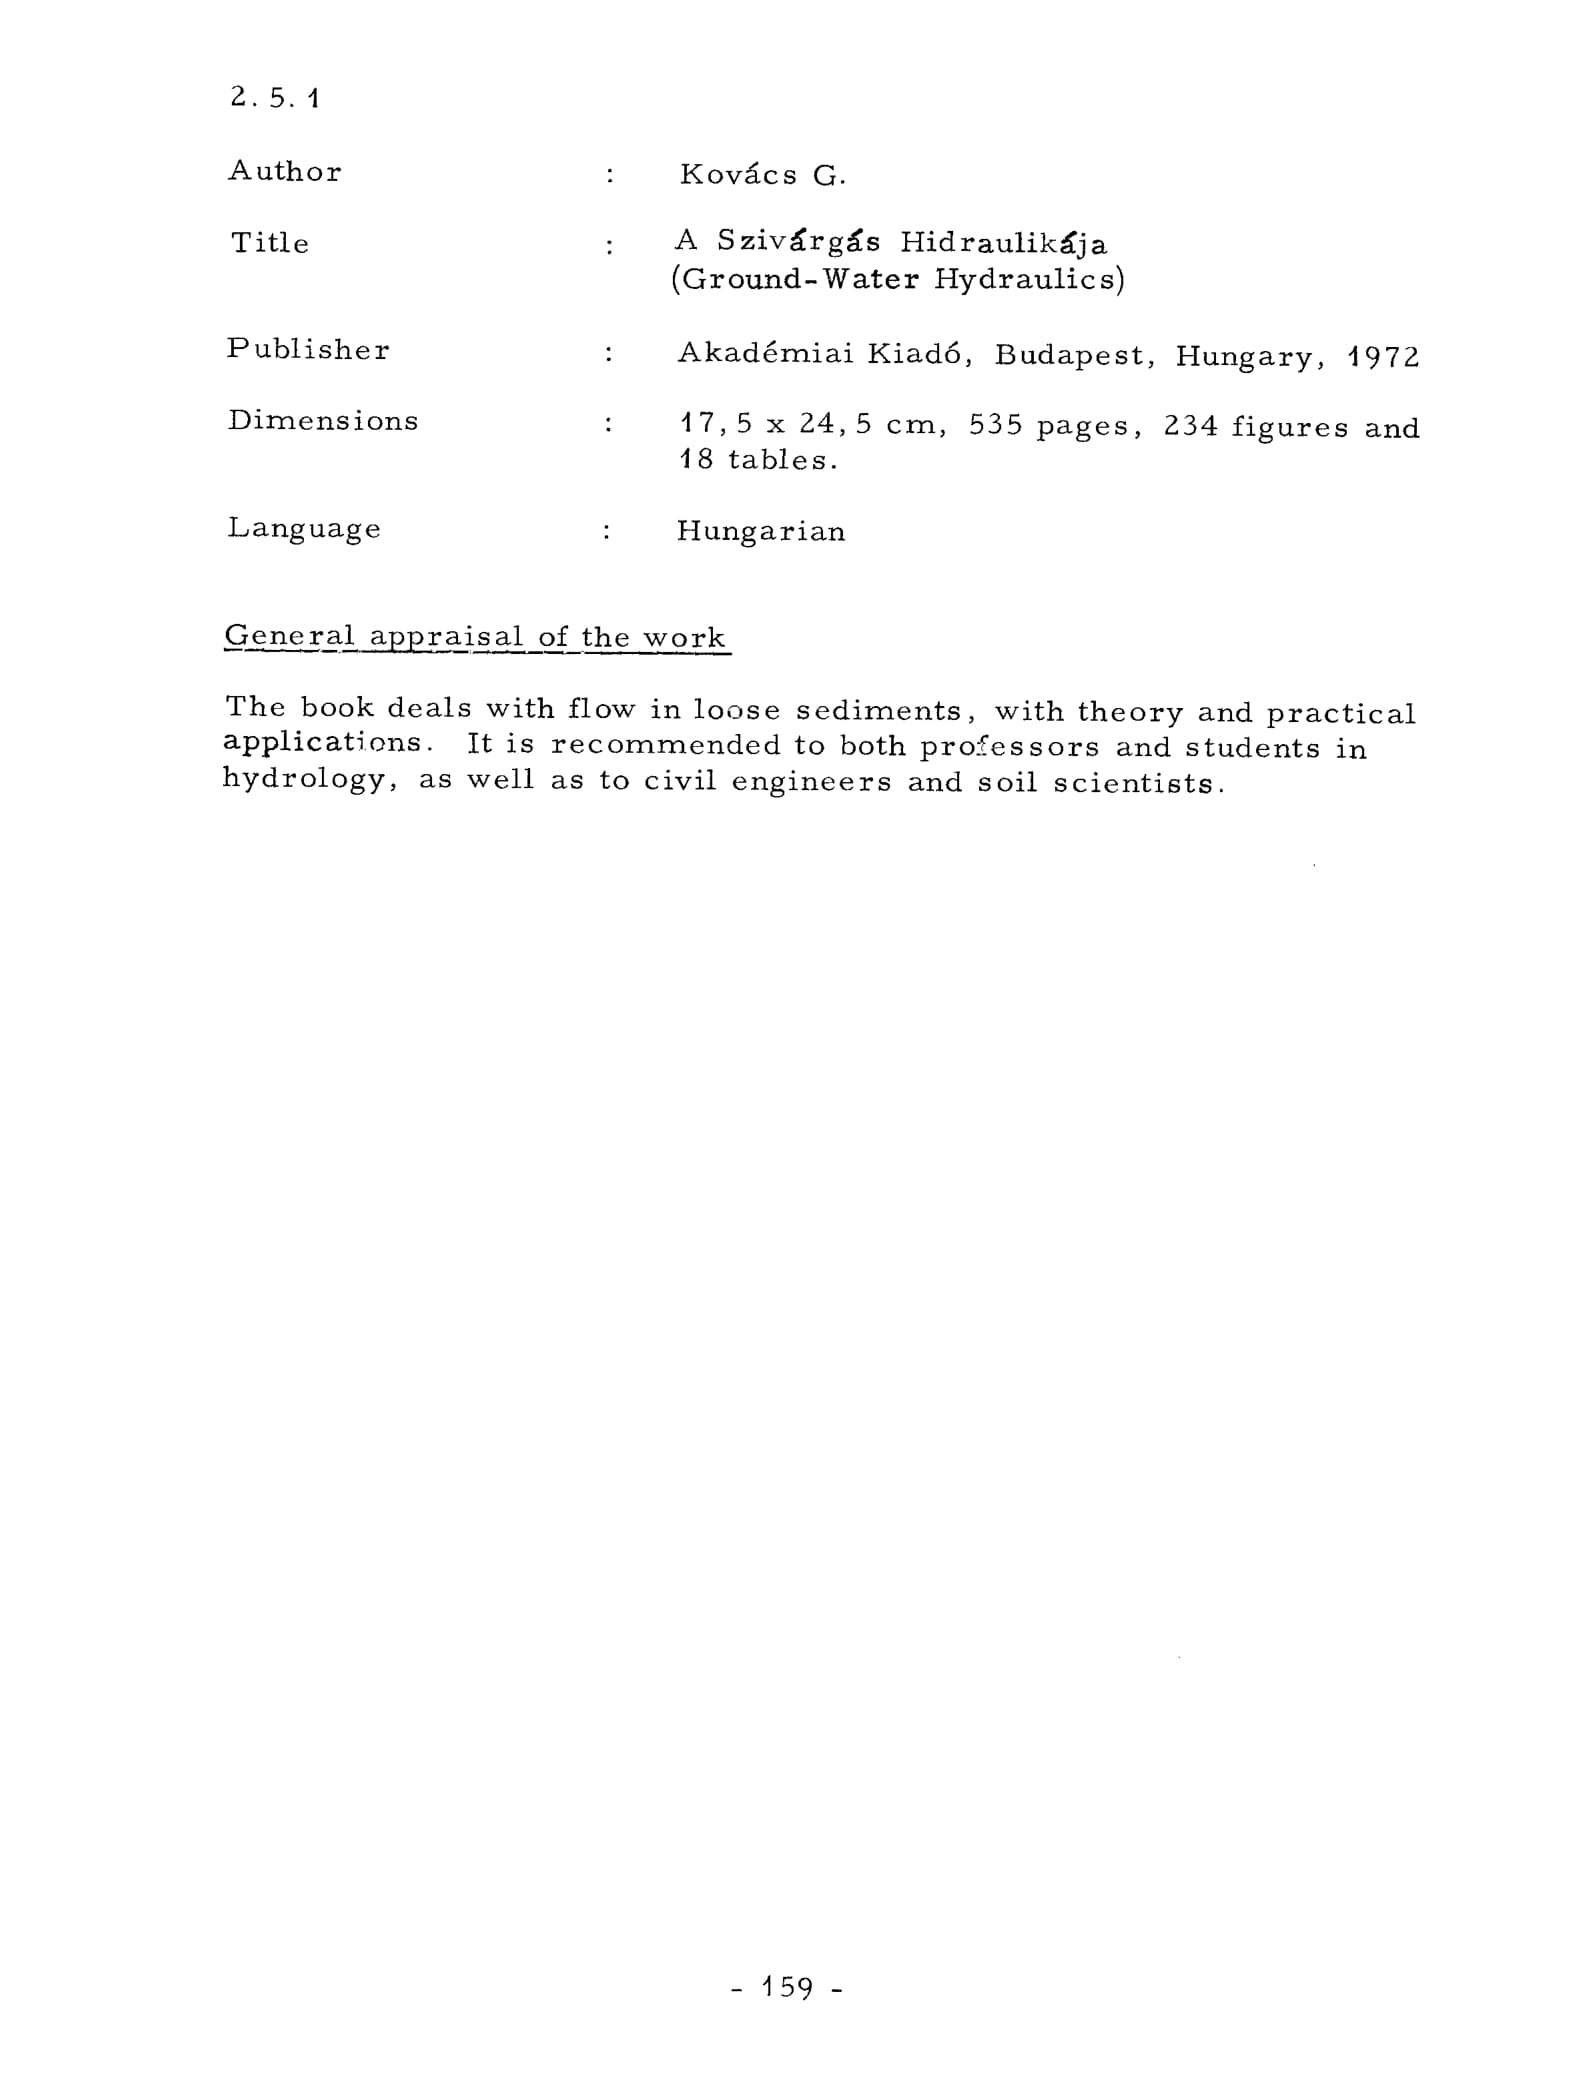 2. 5. 1
Author : Kovács G.
Title : A Szivárgás Hidraulikája
(Ground-Water Hydraulics)
Publisher : Akadémiai Kiadó, Budapest, Hungary, 1972
Dimensions : 17, 5 x 24, 5 cm, 535 pages, 234 figures and
18 tables.
Language : Hungarian
General appraisal of the work
The book deals with flow in loose sediments, with theory and practical
applications. It is recommended to both professors and students in
hydrology, as well as to civil engineers and soil scientists.
- 159 -